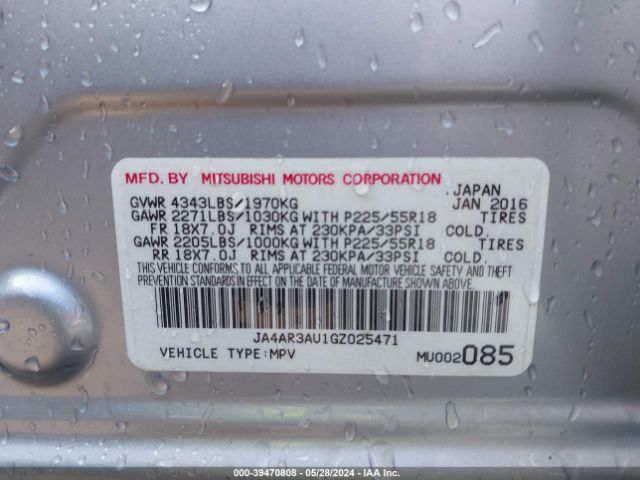 MFD. BY MITSUBISHI MOTORS CORPORATION
JAPAN
GVWR 4343LBS/1970KG JAN 2016
GAWR 2271LBS/1030KG WITH P225/55R18 TIRES
FR 18X7.0J RIMS AT 230KPA/33PSI COLD.
GAWR 2205LBS/1000KG WITH P225/55R18 TIRES
RR 18X7.0J RIMS AT 230KPA/33PSI COLD.
THIS VEHICLE CONFORMS TO ALL APPLICABLE FEDERAL MOTOR VEHICLE SAFETY AND THEFT
PREVENTION STANDARDS IN EFFECT ON THE DATE OF MANUFACTURE SHOWN ABOVE.
JA4AR3AU1GZ025471
VEHICLE TYPE:MPV MU002085
000-39470808 - 05/28/2024 - IAA Inc.